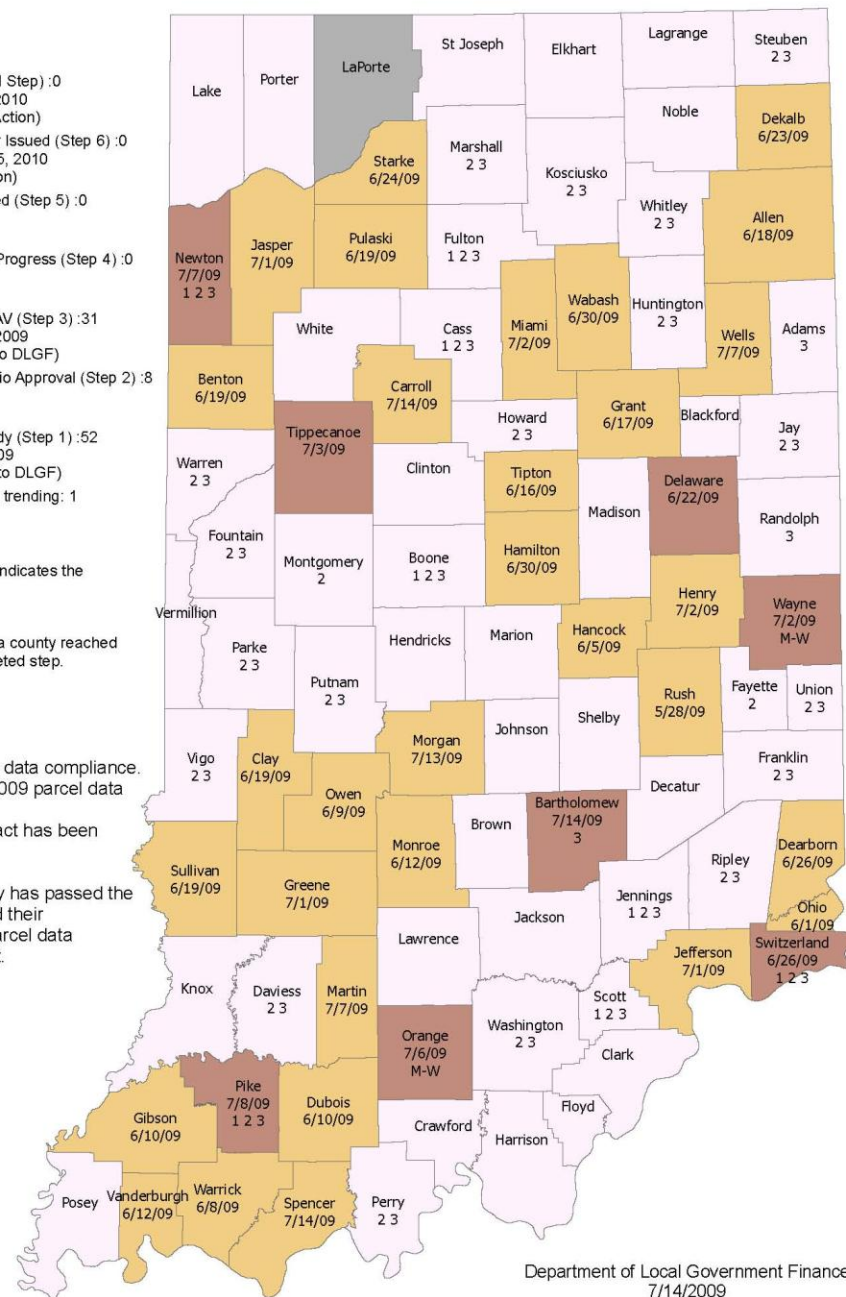 l Step) :0
2010
Action)
r Issued (Step 6) :0
5, 2010
on)
ed (Step 5) :0
Progress (Step 4) :0
AV (Step 3) :31
2009
to DLGF)
io Approval (Step 2) :8
dy (Step 1) :52
09
to DLGF)
trending: 1
indicates the
a county reached
eted step.
data compliance.
009 parcel data
act has been
y has passed the
d their
arcel data
t.
Lake
Porter
LaPorte
St Joseph
Elkhart
Lagrange
Steuben
2 3
Noble
Dekalb
6/23/09
Starke
6/24/09
Marshall
2 3
Kosciusko
2 3
Whitley
2 3
Allen
6/18/09
Newton
7/7/09
1 2 3
Jasper
7/1/09
Pulaski
6/19/09
Fulton
1 2 3
White
Cass
1 2 3
Miami
7/2/09
Wabash
6/30/09
Huntington
2 3
Wells
7/7/09
Adams
3
Benton
6/19/09
Carroll
7/14/09
Howard
2 3
Grant
6/17/09
Blackford
Jay
2 3
Tippecanoe
7/3/09
Warren
2 3
Clinton
Tipton
6/16/09
Madison
Delaware
6/22/09
Randolph
3
Fountain
2 3
Montgomery
2
Boone
1 2 3
Hamilton
6/30/09
Henry
7/2/09
Wayne
7/2/09
M-W
Vermillion
Parke
2 3
Putnam
2 3
Hendricks
Marion
Hancock
6/5/09
Rush
5/28/09
Fayette
2
Union
2 3
Vigo
2 3
Clay
6/19/09
Owen
6/9/09
Morgan
7/13/09
Johnson
Shelby
Franklin
2 3
Decatur
Bartholomew
7/14/09
3
Brown
Monroe
6/12/09
Sullivan
6/19/09
Greene
7/1/09
Jackson
Jennings
1 2 3
Ripley
2 3
Dearborn
6/26/09
Ohio
6/1/09
Switzerland
6/26/09
1 2 3
Jefferson
7/1/09
Lawrence
Knox
Daviess
2 3
Martin
7/7/09
Orange
7/6/09
M-W
Washington
2 3
Scott
1 2 3
Clark
Floyd
Harrison
Crawford
Pike
7/8/09
1 2 3
Dubois
6/10/09
Gibson
6/10/09
Posey
Vanderburgh
6/12/09
Warrick
6/8/09
Spencer
7/14/09
Perry
2 3
Department of Local Government Finance
7/14/2009